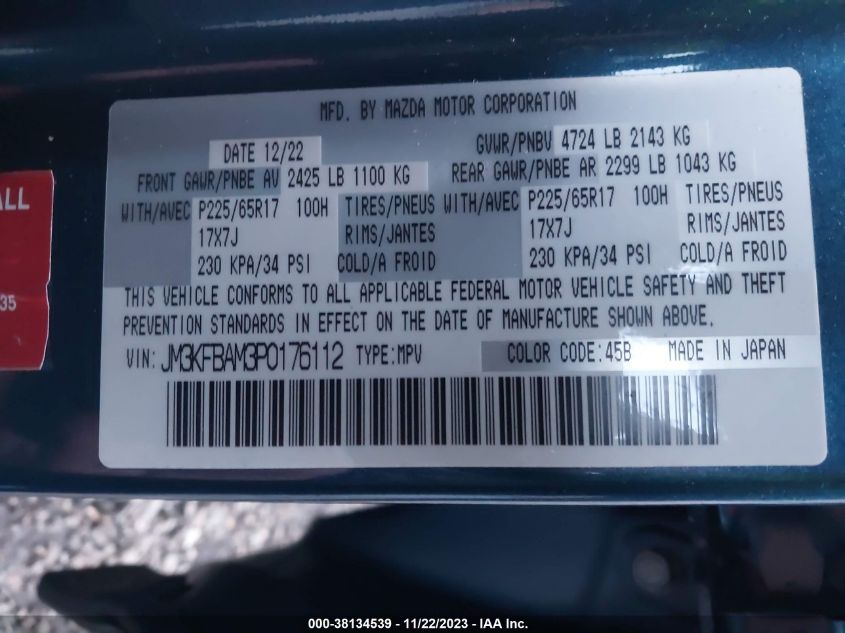 MFD. BY MAZDA MOTOR CORPORATION
DATE 12/22 GVWR/PNBV 4724 LB 2143 KG
FRONT GAWR/PNBE AV 2425 LB 1100 KG REAR GAWR/PNBE AR 2299 LB 1043 KG
WITH/AVEC P225/65R17 100H TIRES/PNEUS WITH/AVEC P225/65R17 100H TIRES/PNEUS
17X7J RIMS/JANTES 17X7J RIMS/JANTES
230 KPA/34 PSI COLD/A FROID 230 KPA/34 PSI COLD/A FROID
THIS VEHICLE CONFORMS TO ALL APPLICABLE FEDERAL MOTOR VEHICLE SAFETY AND THEFT
PREVENTION STANDARDS IN EFFECT ON THE DATE OF MANUFACTURE SHOWN ABOVE.
VIN: JM3KFBAM3P0176112 TYPE:MPV COLOR CODE:45B MADE IN JAPAN
ALL
35
000-38134539 - 11/22/2023 - IAA Inc.